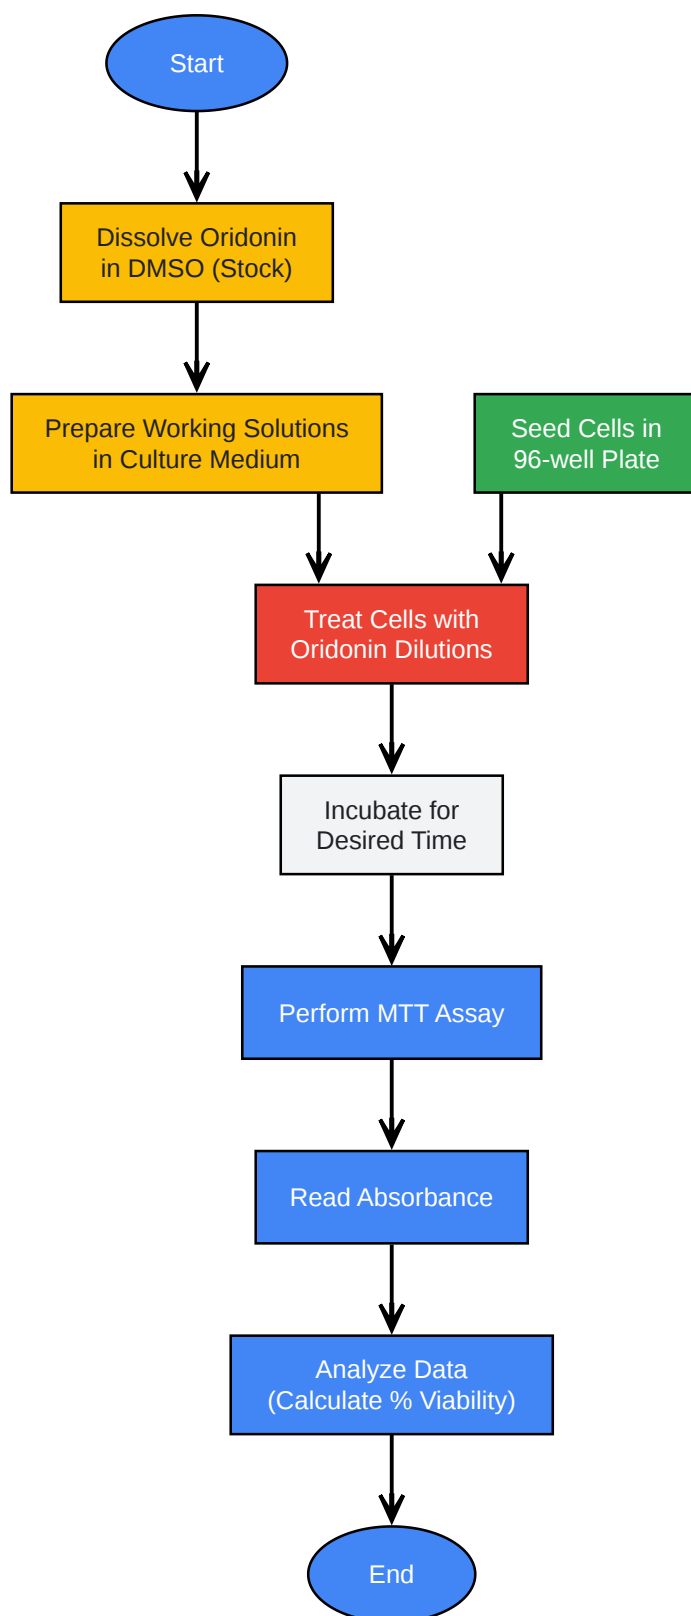 Start
Dissolve Oridonin
in DMSO (Stock)
Prepare Working Solutions
in Culture Medium
Seed Cells in
96-well Plate
Treat Cells with
Oridonin Dilutions
Incubate for
Desired Time
Perform MTT Assay
Read Absorbance
Analyze Data
(Calculate % Viability)
End